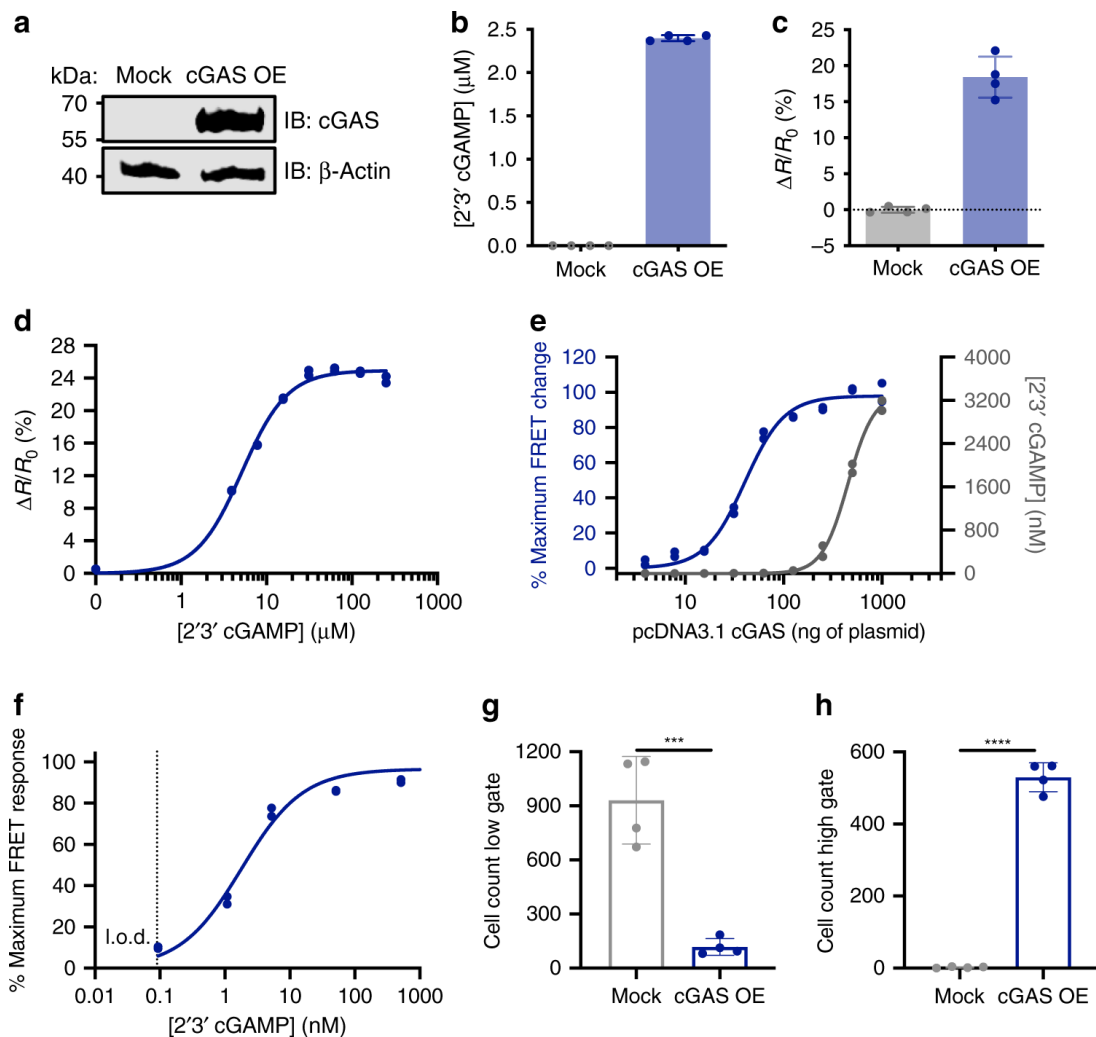 a
kDa: Mock cGAS OE
70
55
IB: cGAS
40
IB: β-Actin
b
[2′3′ cGAMP] (μM)
2.5
2.0
1.5
1.0
0.5
0.0
Mock cGAS OE
c
ΔR/R0 (%)
25
20
15
10
5
0
−5
Mock cGAS OE
d
ΔR/R0 (%)
28
24
20
16
12
8
4
0
0 1 10 100 1000
[2′3′ cGAMP] (μM)
e
% Maximum FRET change
120
100
80
60
40
20
0
4000
3200
2400
1600
800
0
[2′3′ cGAMP] (nM)
10 100 1000
pcDNA3.1 cGAS (ng of plasmid)
f
% Maximum FRET response
100
80
60
40
20
0
l.o.d.
0.01 0.1 1 10 100 1000
[2′3′ cGAMP] (nM)
g
Cell count low gate
1200
900
600
300
0
***
Mock cGAS OE
h
Cell count high gate
600
400
200
0
****
Mock cGAS OE